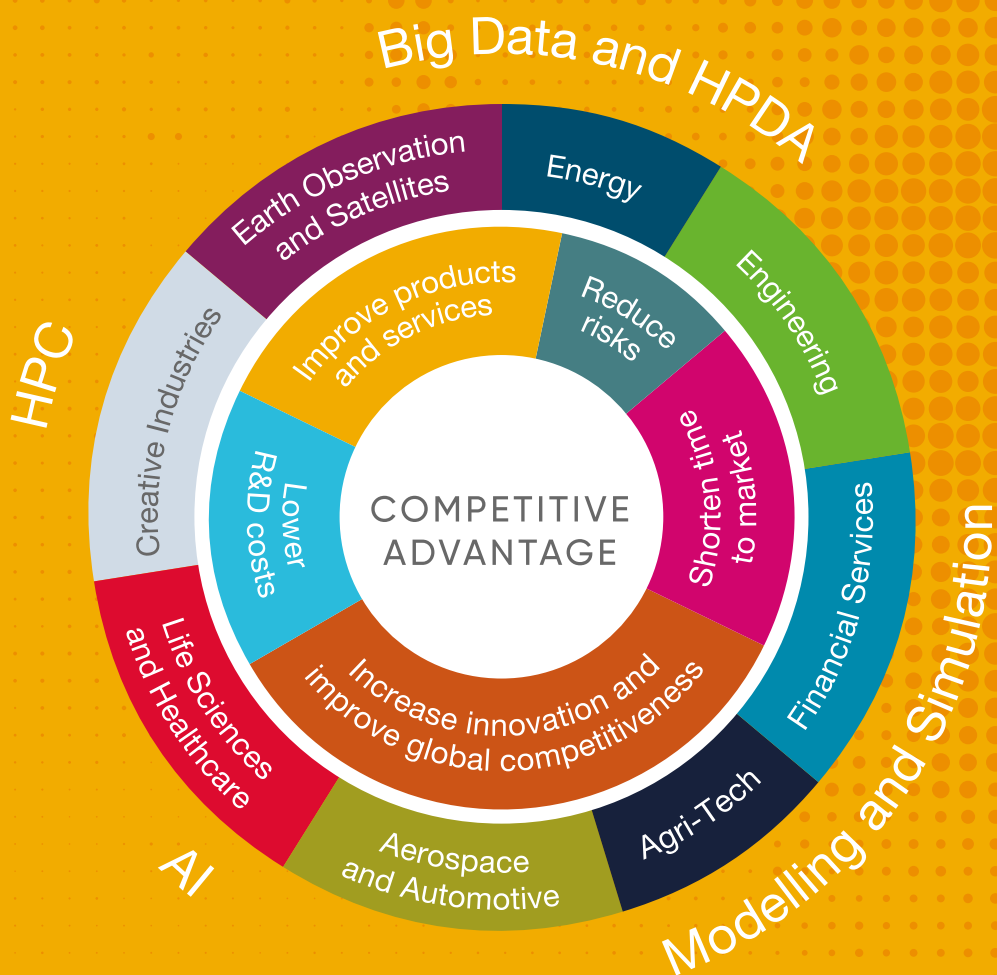 Big Data and HPDA
HPC
AI
Modelling and Simulation
Earth Observation
and Satellites
Energy
Engineering
Financial Services
Agri-Tech
Aerospace
and Automotive
Life Sciences
and Healthcare
Creative Industries
Improve products
and services
Reduce
risks
Shorten time
to market
Increase innovation and
improve global competitiveness
Lower
R&D costs
COMPETITIVE
ADVANTAGE